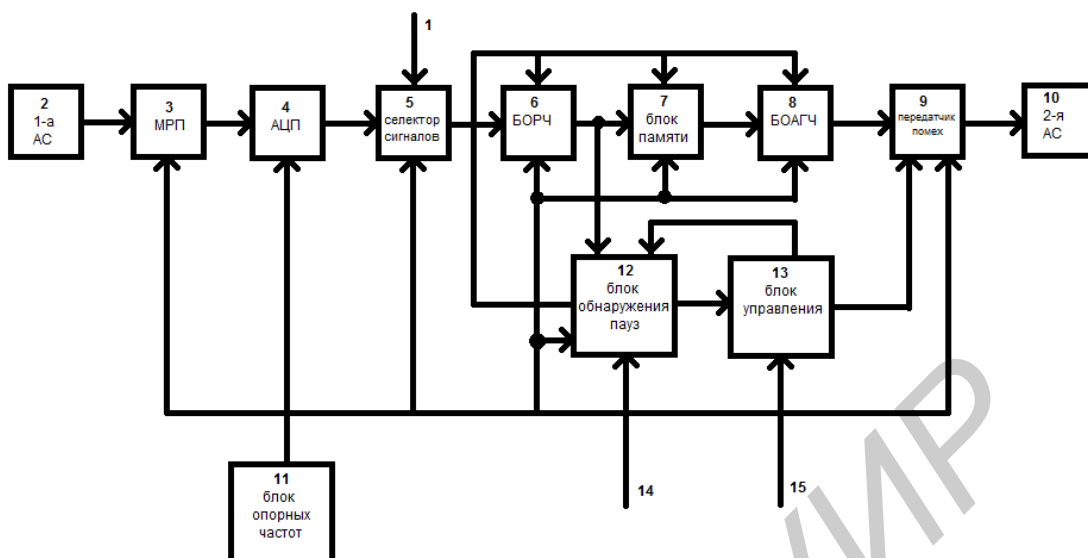 1
2
1-а
АС
3
МРП
4
АЦП
5
селектор
сигналов
6
БОРЧ
7
блок
памяти
8
БОАГЧ
9
передатчик
помех
10
2-я
АС
12
блок
обнаружения
пауз
13
блок
управления
11
блок
опорных
частот
14
15
УИР